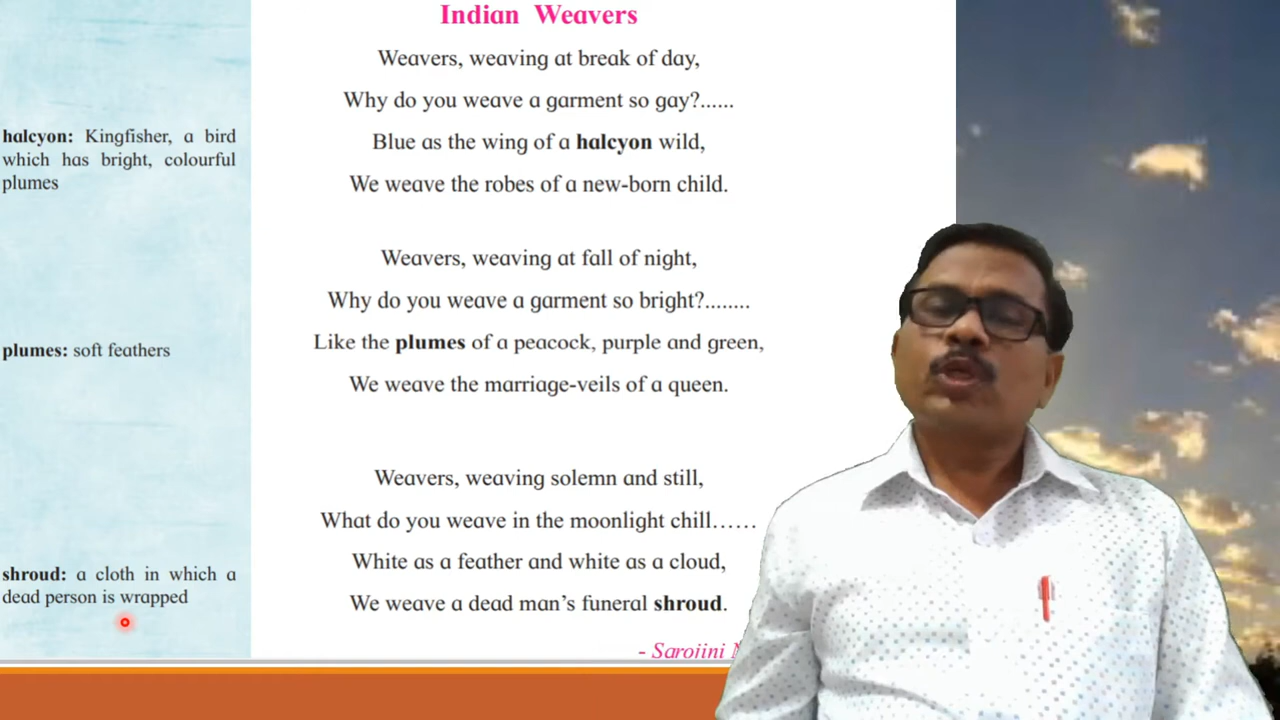 Indian Weavers
Weavers, weaving at break of day,
Why do you weave a garment so gay?......
halcyon: Kingfisher, a bird
which has bright, colourful
plumes
Blue as the wing of a halcyon wild,
We weave the robes of a new-born child.
Weavers, weaving at fall of night,
Why do you weave a garment so bright?........
plumes: soft feathers
Like the plumes of a peacock, purple and green,
We weave the marriage-veils of a queen.
Weavers, weaving solemn and still,
What do you weave in the moonlight chill......
shroud: a cloth in which a
dead person is wrapped
White as a feather and white as a cloud,
We weave a dead man’s funeral shroud.
- Sarojini